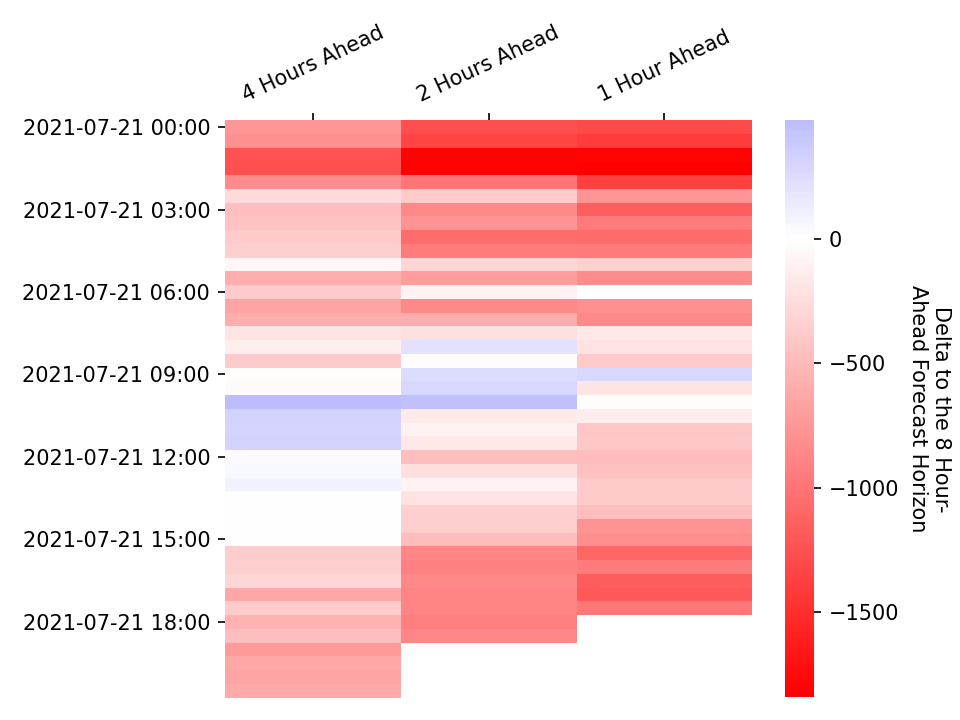 4 Hours Ahead
2 Hours Ahead
1 Hour Ahead
2021-07-21 00:00
2021-07-21 03:00
2021-07-21 06:00
2021-07-21 09:00
2021-07-21 12:00
2021-07-21 15:00
2021-07-21 18:00
0
−500
−1000
−1500
Delta to the 8 Hour-
Ahead Forecast Horizon